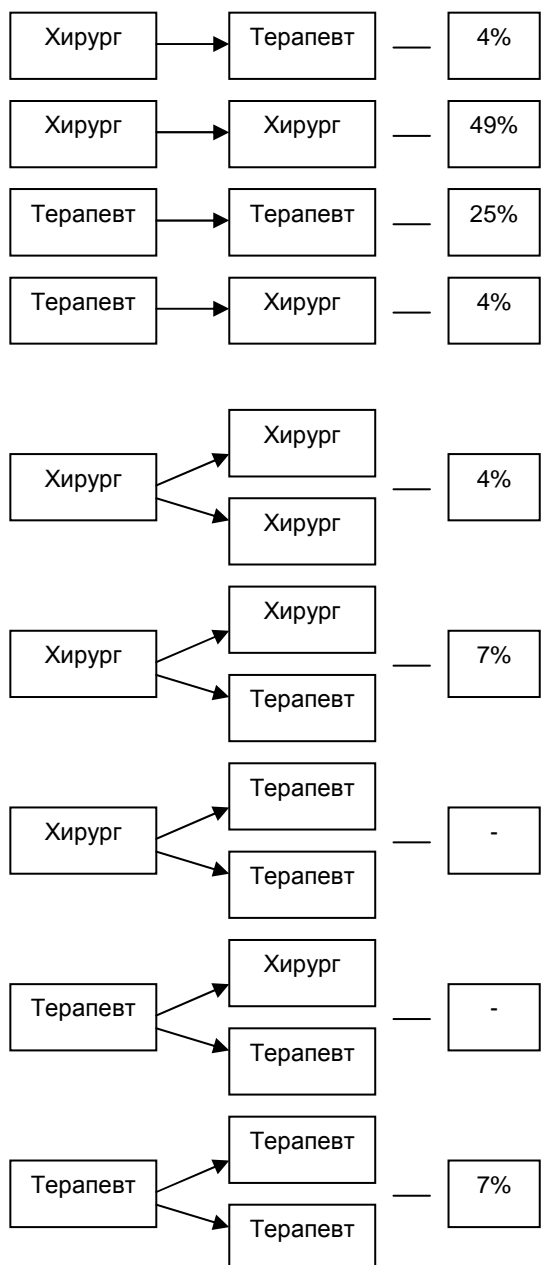 Хирург Терапевт 4%
Хирург Хирург 49%
Терапевт Терапевт 25%
Терапевт Хирург 4%
Хирург
Хирург 4%
Хирург
Хирург
Хирург 7%
Терапевт
Терапевт
Хирург -
Терапевт
Хирург
Терапевт -
Терапевт
Терапевт
Терапевт 7%
Терапевт